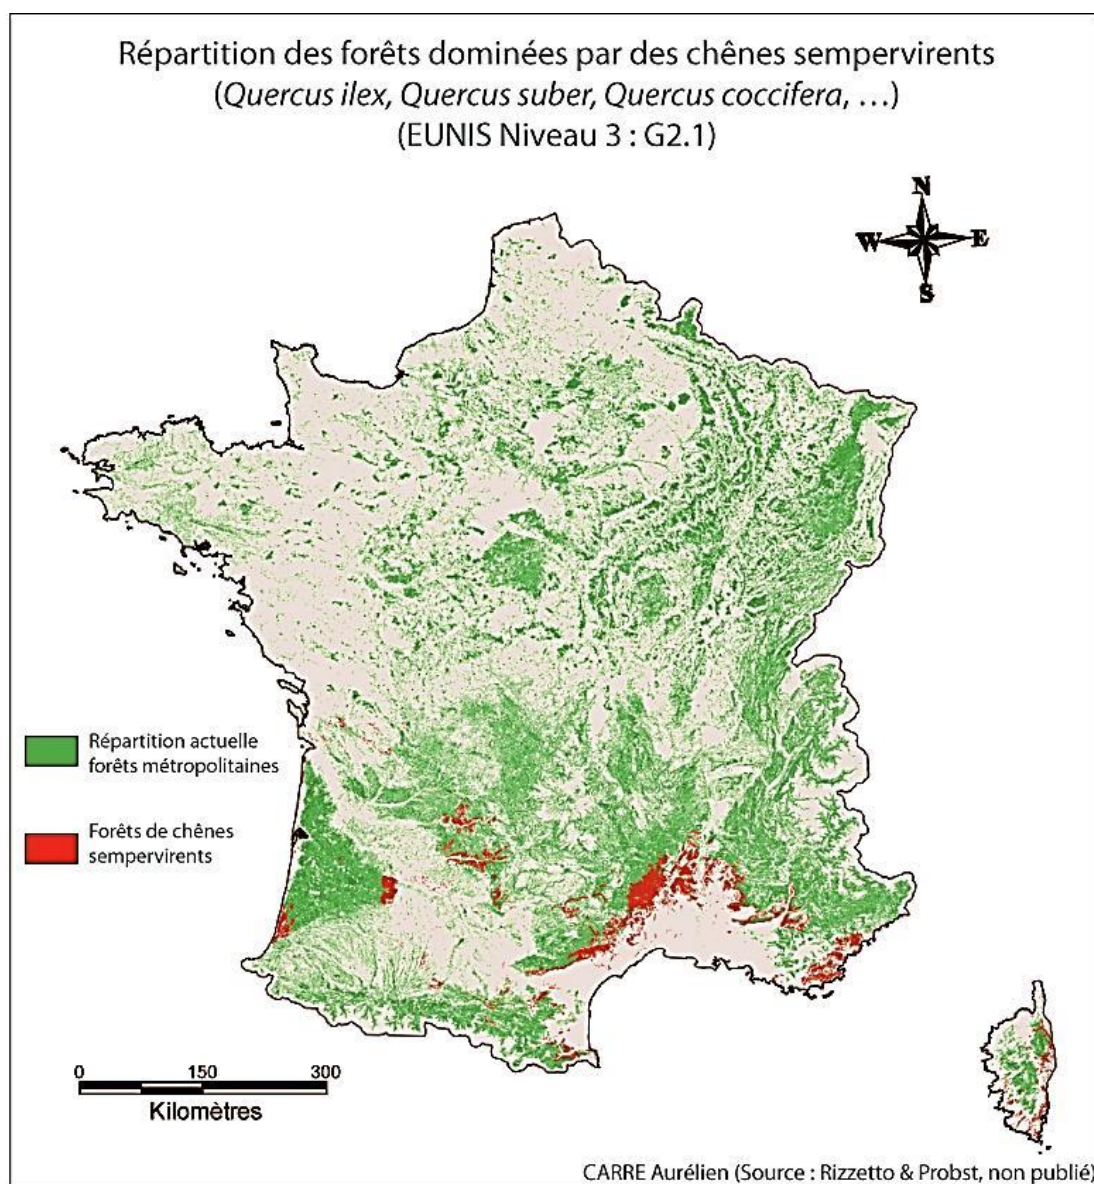 Répartition des forêts dominées par des chênes sempervirents
(Quercus ilex, Quercus suber, Quercus coccifera, …)
(EUNIS Niveau 3 : G2.1)
N
W
E
S
Répartition actuelle
forêts métropolitaines
Forêts de chênes
sempervirents
0 150 300
Kilomètres
CARRE Aurélien (Source : Rizzetto & Probst, non publié)